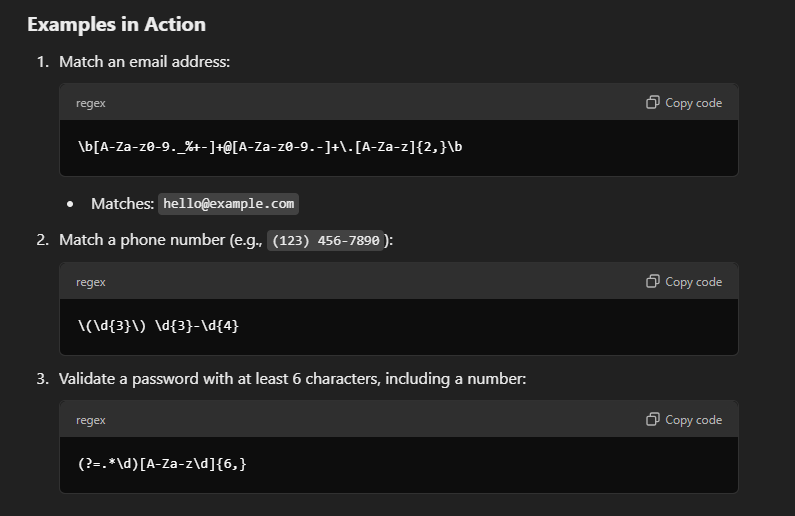 Examples in Action
1. Match an email address:
regex Copy code
\b[A-Za-z0-9._%+-]+@[A-Za-z0-9.-]+\.[A-Za-z]{2,}\b
• Matches: hello@example.com
2. Match a phone number (e.g., (123) 456-7890):
regex Copy code
\(\d{3}\) \d{3}-\d{4}
3. Validate a password with at least 6 characters, including a number:
regex Copy code
(?=.*\d)[A-Za-z\d]{6,}